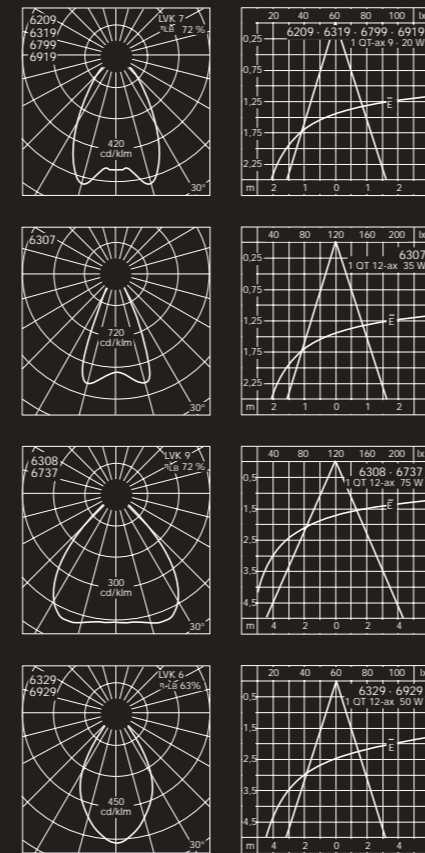 6209
6319
6799
6919
LVK 7
ηLB 72 %
420
cd/klm
30°
20 40 60 80 100 lx
6209 · 6319 · 6799 · 6919
1 QT-ax 9 · 20 W
0,25
0,75
1,25
1,75
2,25
E
m 2 1 0 1 2
6307
720
cd/klm
30°
40 80 120 160 200 lx
6307
1 QT 12-ax 35 W
0,25
0,75
1,25
1,75
2,25
E
m 2 1 0 1 2
6308
6737
LVK 9
ηLB 72 %
300
cd/klm
30°
40 80 120 160 200 lx
6308 · 6737
1 QT 12-ax 75 W
0,5
1,5
2,5
3,5
4,5
E
m 4 2 0 2 4
6329
6929
LVK 6
ηLB 63%
450
cd/klm
30°
20 40 60 80 100 lx
6329 · 6929
1 QT 12-ax 50 W
0,5
1,5
2,5
3,5
4,5
E
m 4 2 0 2 4